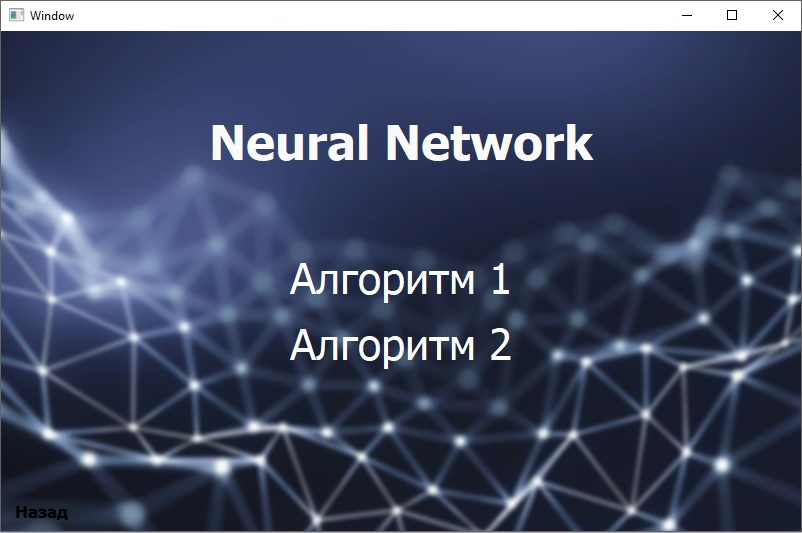 Window
Neural Network
Алгоритм 1
Алгоритм 2
Назад